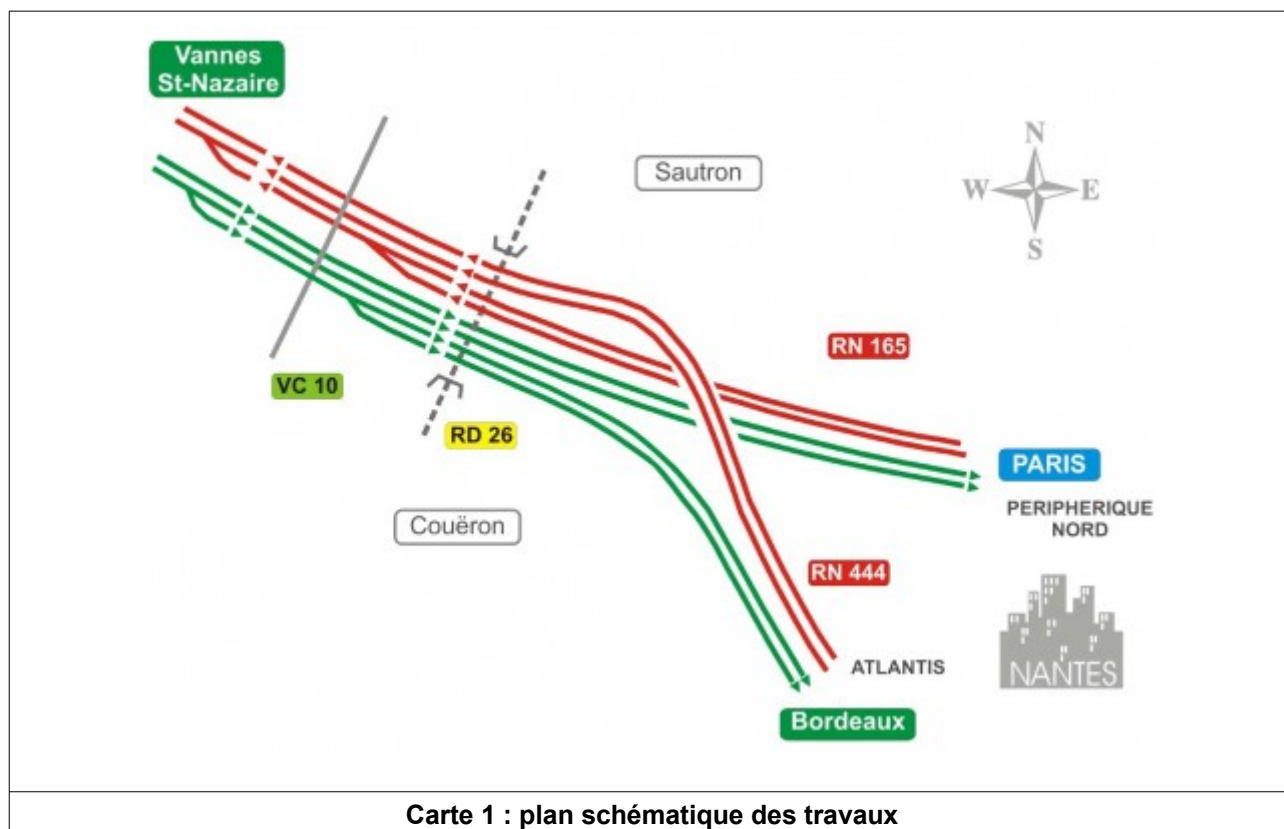 Vannes
St-Nazaire
Sautron
N
W
E
S
RN 165
VC 10
RD 26
PARIS
PERIPHERIQUE
NORD
Couëron
RN 444
ATLANTIS
NANTES
Bordeaux
Carte 1 : plan schématique des travaux